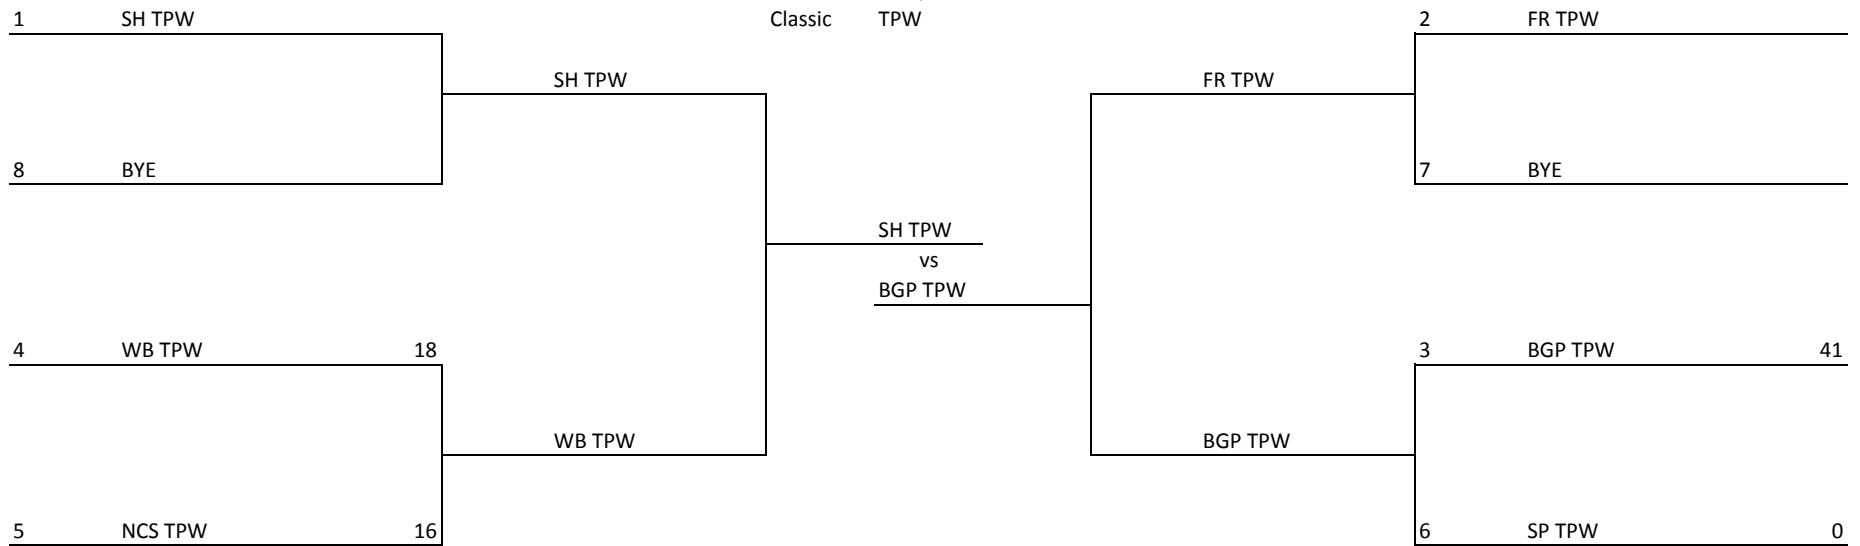 1 SH TPW Classic TPW 2 FR TPW
SH TPW FR TPW
8 BYE 7 BYE
SH TPW
vs
BGP TPW
4 WB TPW 18 3 BGP TPW 41
WB TPW BGP TPW
5 NCS TPW 16 6 SP TPW 0